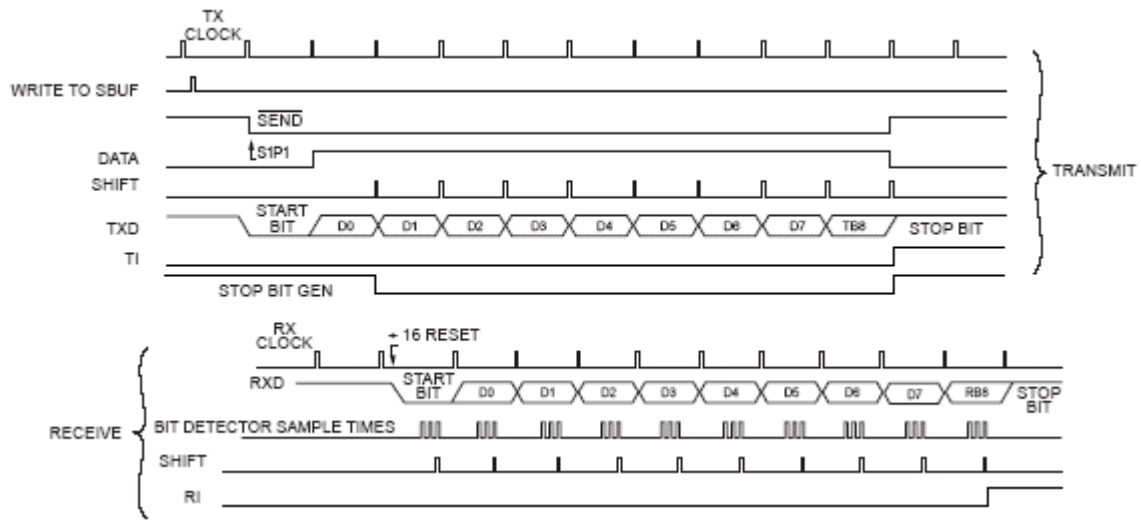 TX
CLOCK
WRITE TO SBUF
SEND
S1P1
DATA
SHIFT
TRANSMIT
START
BIT
TXD
D0 D1 D2 D3 D4 D5 D6 D7 TB8 STOP BIT
TI
STOP BIT GEN
RX
CLOCK
÷ 16 RESET
START
BIT
RXD
D0 D1 D2 D3 D4 D5 D6 D7 RB8 STOP
BIT
RECEIVE
BIT DETECTOR SAMPLE TIMES
SHIFT
RI